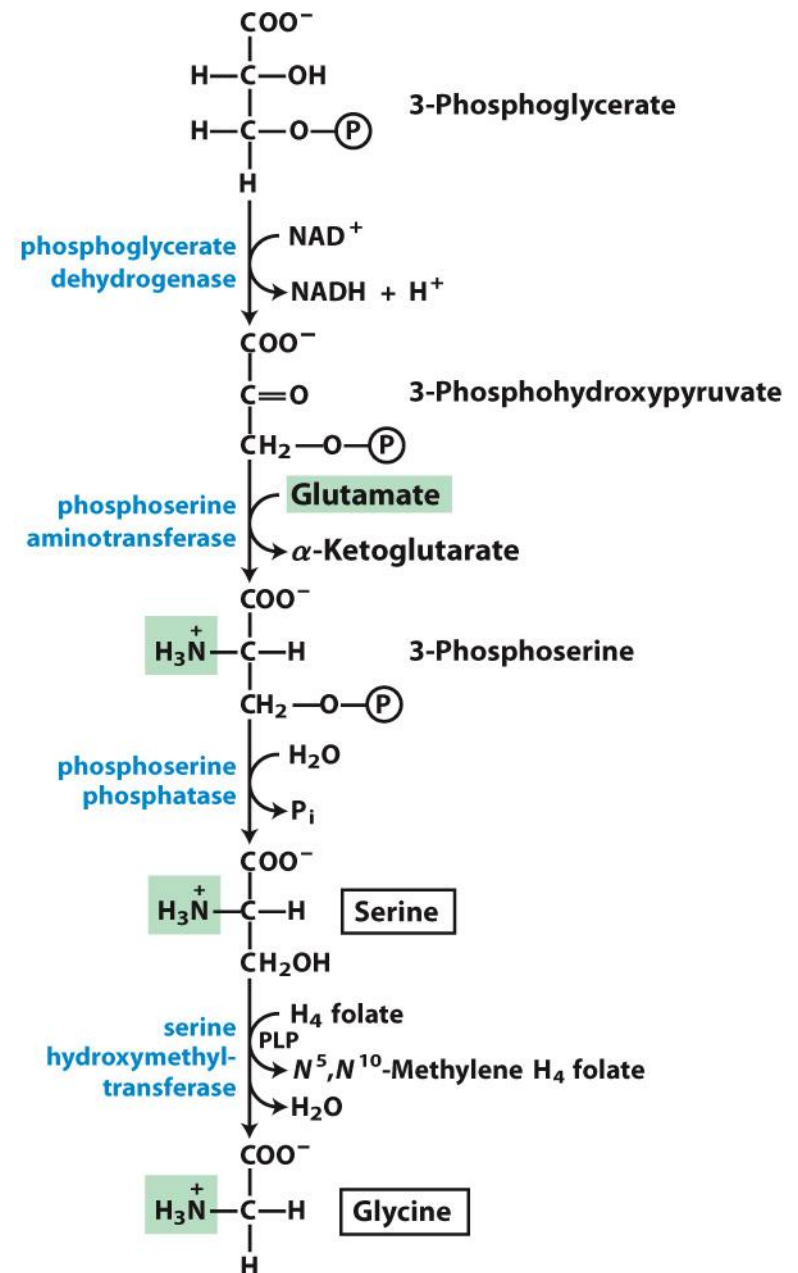 COO⁻
H—C—OH
3-Phosphoglycerate
H—C—O—P
H
phosphoglycerate
dehydrogenase
NAD⁺
NADH + H⁺
COO⁻
C=O
3-Phosphohydroxypyruvate
CH₂—O—P
phosphoserine
aminotransferase
Glutamate
α-Ketoglutarate
COO⁻
H₃N⁺—C—H
3-Phosphoserine
CH₂—O—P
phosphoserine
phosphatase
H₂O
Pᵢ
COO⁻
H₃N⁺—C—H
Serine
CH₂OH
serine
hydroxymethyl-
transferase
H₄ folate
PLP
N⁵,N¹⁰-Methylene H₄ folate
H₂O
COO⁻
H₃N⁺—C—H
Glycine
H